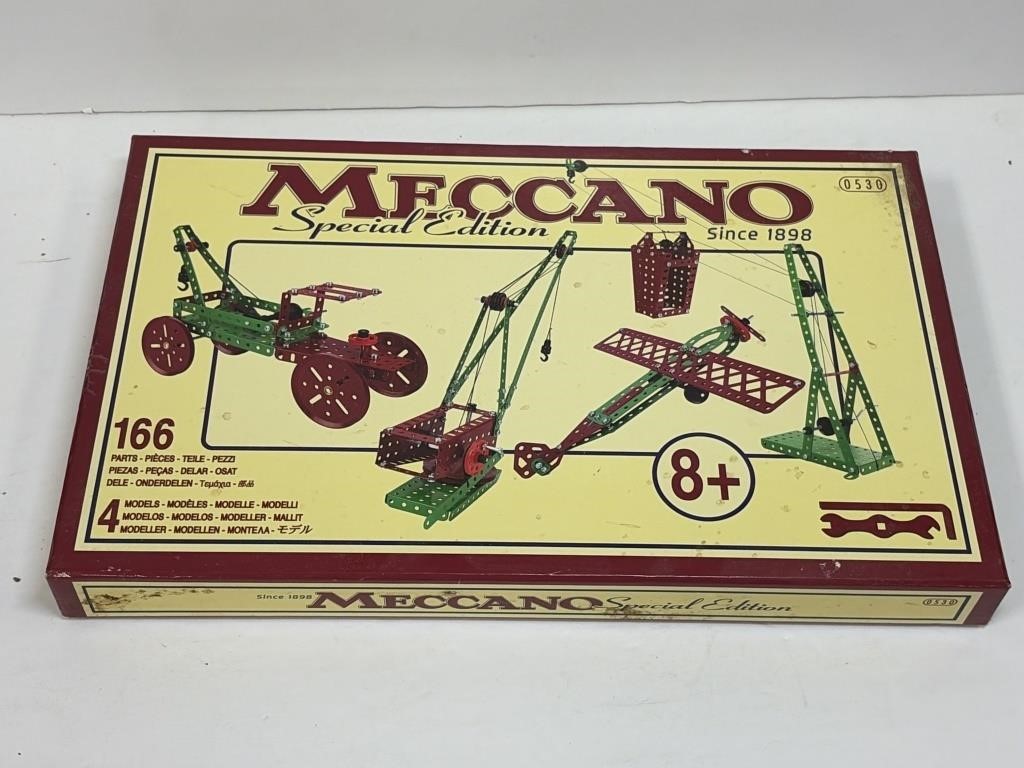 MECCANO
0530
Special Edition
Since 1898
166
PARTS - PIÈCES - TEILE - PEZZI
PIEZAS - PEÇAS - DELAR - OSAT
DELE - ONDERDELEN - Τεμάχια - 部品
4
MODELS - MODÈLES - MODELLE - MODELLI
MODELOS - MODELOS - MODELLER - MALLIT
MODELLER - MODELLEN - ΜΟΝΤΕΛΑ - モデル
8+
Since 1898 MECCANO Special Edition 0530